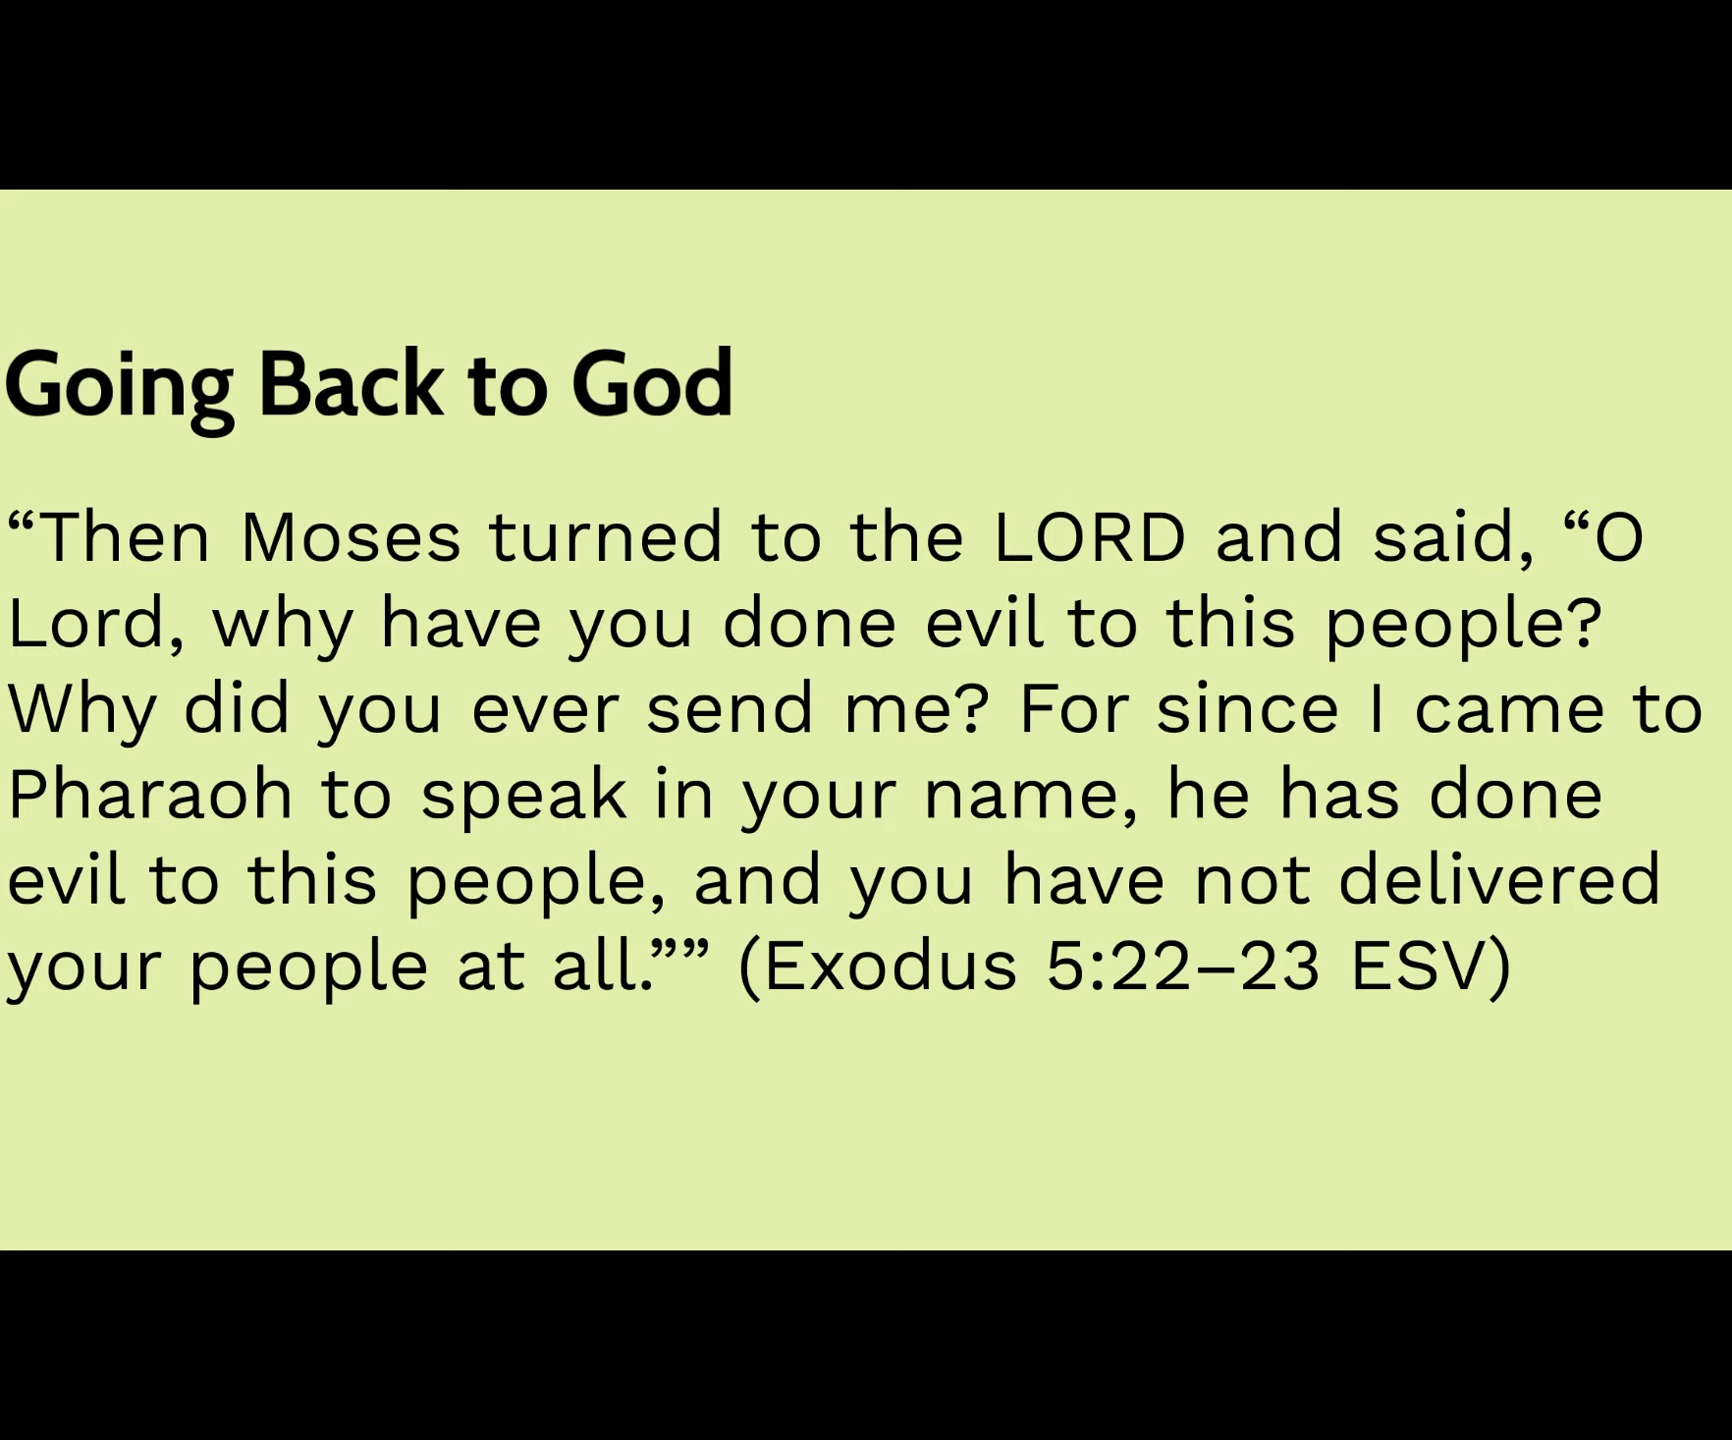 Going Back to God
“Then Moses turned to the LORD and said, “O
Lord, why have you done evil to this people?
Why did you ever send me? For since I came to
Pharaoh to speak in your name, he has done
evil to this people, and you have not delivered
your people at all.”” (Exodus 5:22–23 ESV)